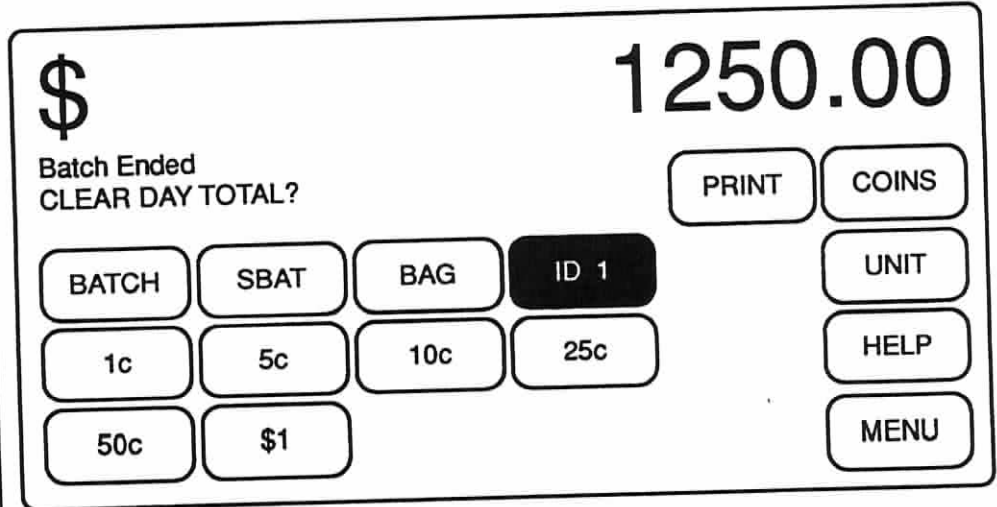 $ 1250.00
Batch Ended
CLEAR DAY TOTAL?
PRINT COINS
BATCH SBAT BAG ID 1 UNIT
1c 5c 10c 25c HELP
50c $1 MENU